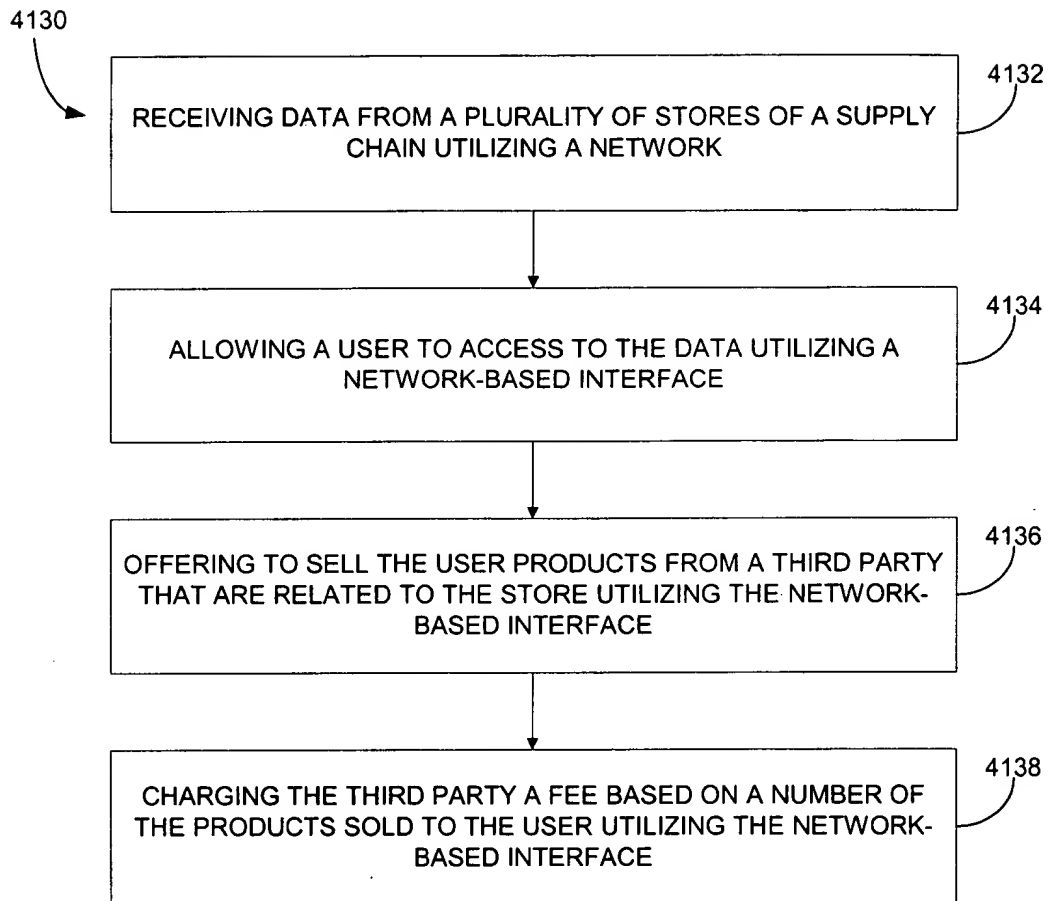 4130
4132
RECEIVING DATA FROM A PLURALITY OF STORES OF A SUPPLY
CHAIN UTILIZING A NETWORK
4134
ALLOWING A USER TO ACCESS TO THE DATA UTILIZING A
NETWORK-BASED INTERFACE
4136
OFFERING TO SELL THE USER PRODUCTS FROM A THIRD PARTY
THAT ARE RELATED TO THE STORE UTILIZING THE NETWORK-
BASED INTERFACE
4138
CHARGING THE THIRD PARTY A FEE BASED ON A NUMBER OF
THE PRODUCTS SOLD TO THE USER UTILIZING THE NETWORK-
BASED INTERFACE